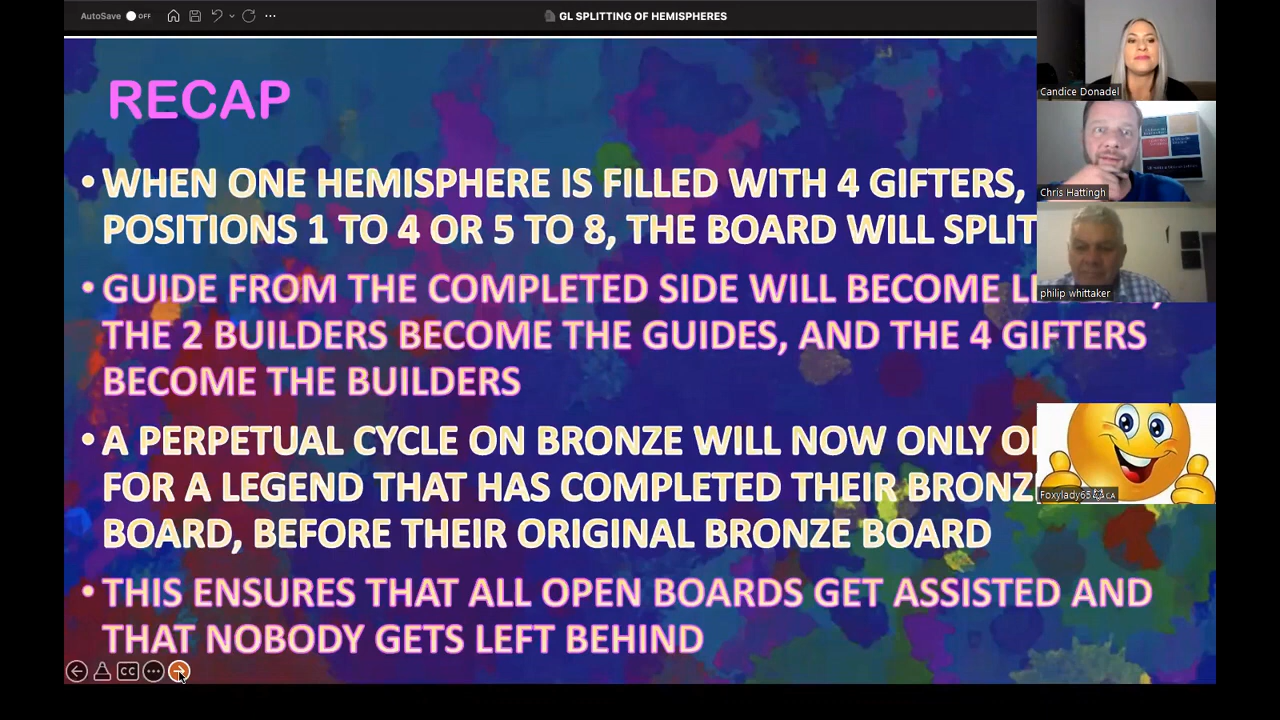 AutoSave OFF
GL SPLITTING OF HEMISPHERES
RECAP
• WHEN ONE HEMISPHERE IS FILLED WITH 4 GIFTERS,
POSITIONS 1 TO 4 OR 5 TO 8, THE BOARD WILL SPLIT
• GUIDE FROM THE COMPLETED SIDE WILL BECOME
THE 2 BUILDERS BECOME THE GUIDES, AND THE 4 GIFTERS
BECOME THE BUILDERS
• A PERPETUAL CYCLE ON BRONZE WILL NOW ONLY
FOR A LEGEND THAT HAS COMPLETED THEIR BRONZE
BOARD, BEFORE THEIR ORIGINAL BRONZE BOARD
• THIS ENSURES THAT ALL OPEN BOARDS GET ASSISTED AND
THAT NOBODY GETS LEFT BEHIND
CC
Candice Donadel
Chris Hattingh
philip whittaker
Foxylady65 CA